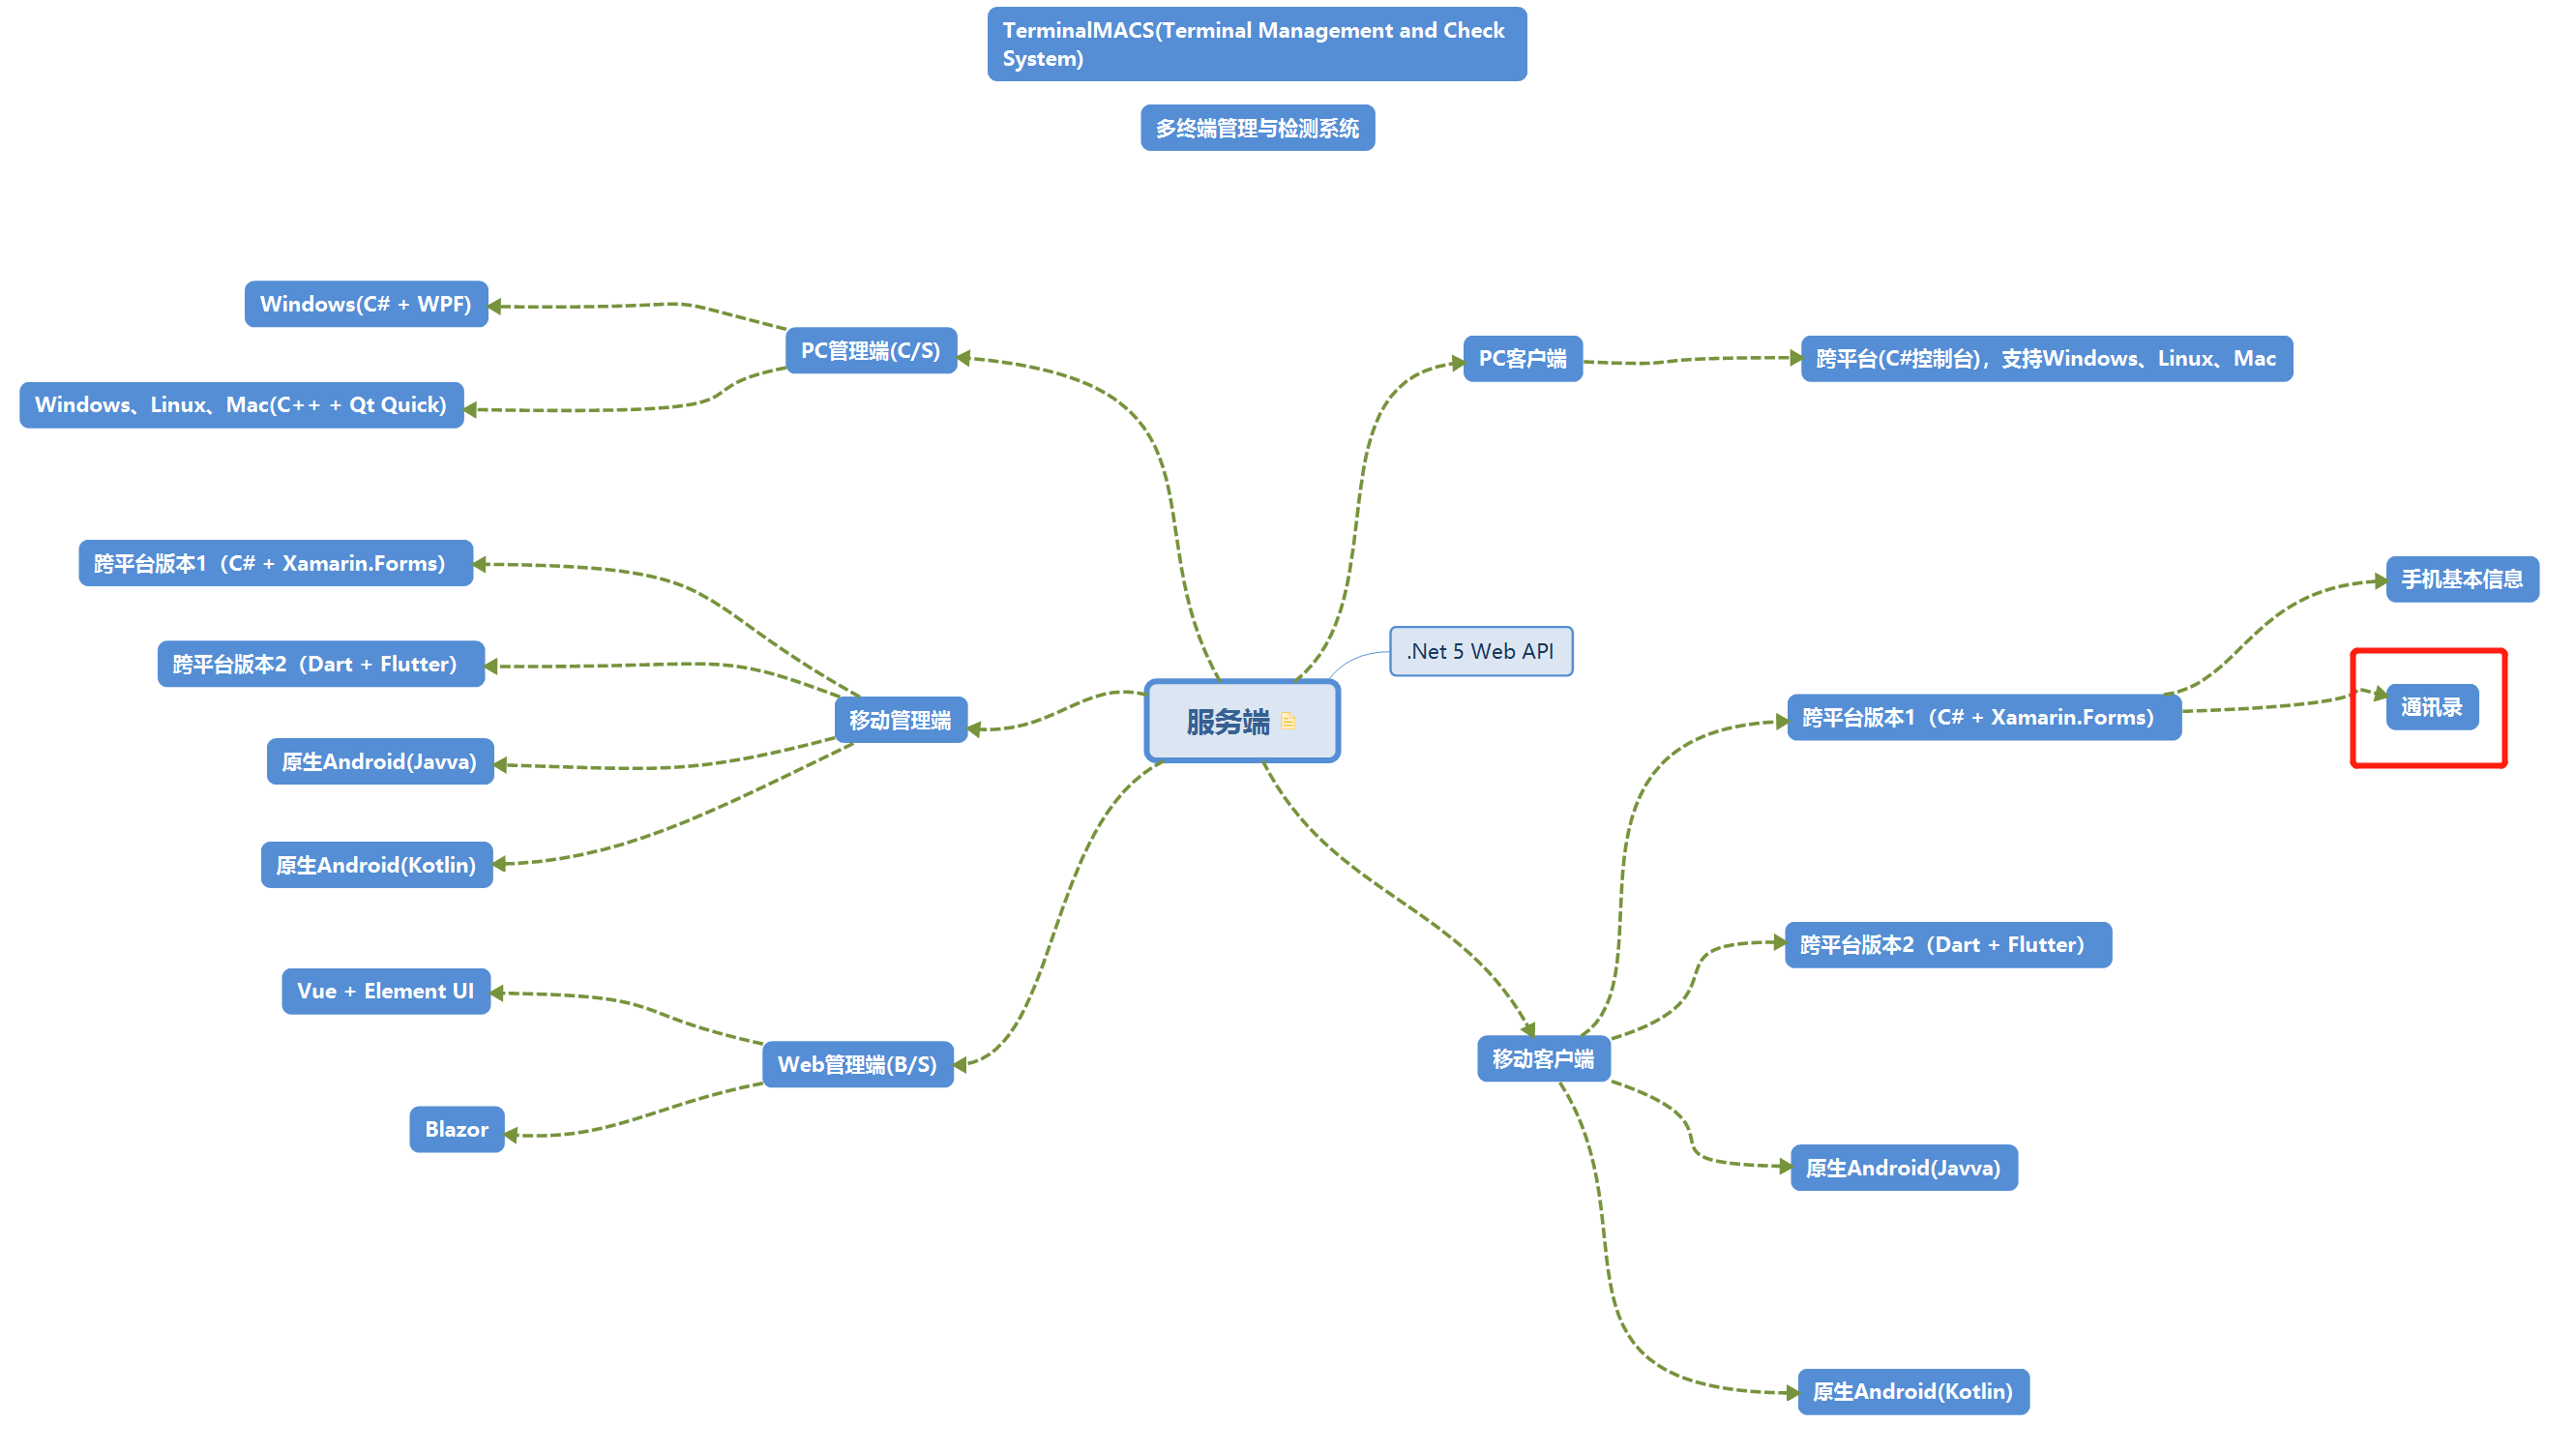 TerminalMACS(Terminal Management and Check
System)
多终端管理与检测系统
Windows(C# + WPF)
PC管理端(C/S)
Windows、Linux、Mac(C++ + Qt Quick)
PC客户端
跨平台(C#控制台)，支持Windows、Linux、Mac
跨平台版本1（C# + Xamarin.Forms）
跨平台版本2（Dart + Flutter）
移动管理端
原生Android(Javva)
原生Android(Kotlin)
.Net 5 Web API
服务端
手机基本信息
跨平台版本1（C# + Xamarin.Forms）
通讯录
Vue + Element UI
Web管理端(B/S)
Blazor
跨平台版本2（Dart + Flutter）
移动客户端
原生Android(Javva)
原生Android(Kotlin)